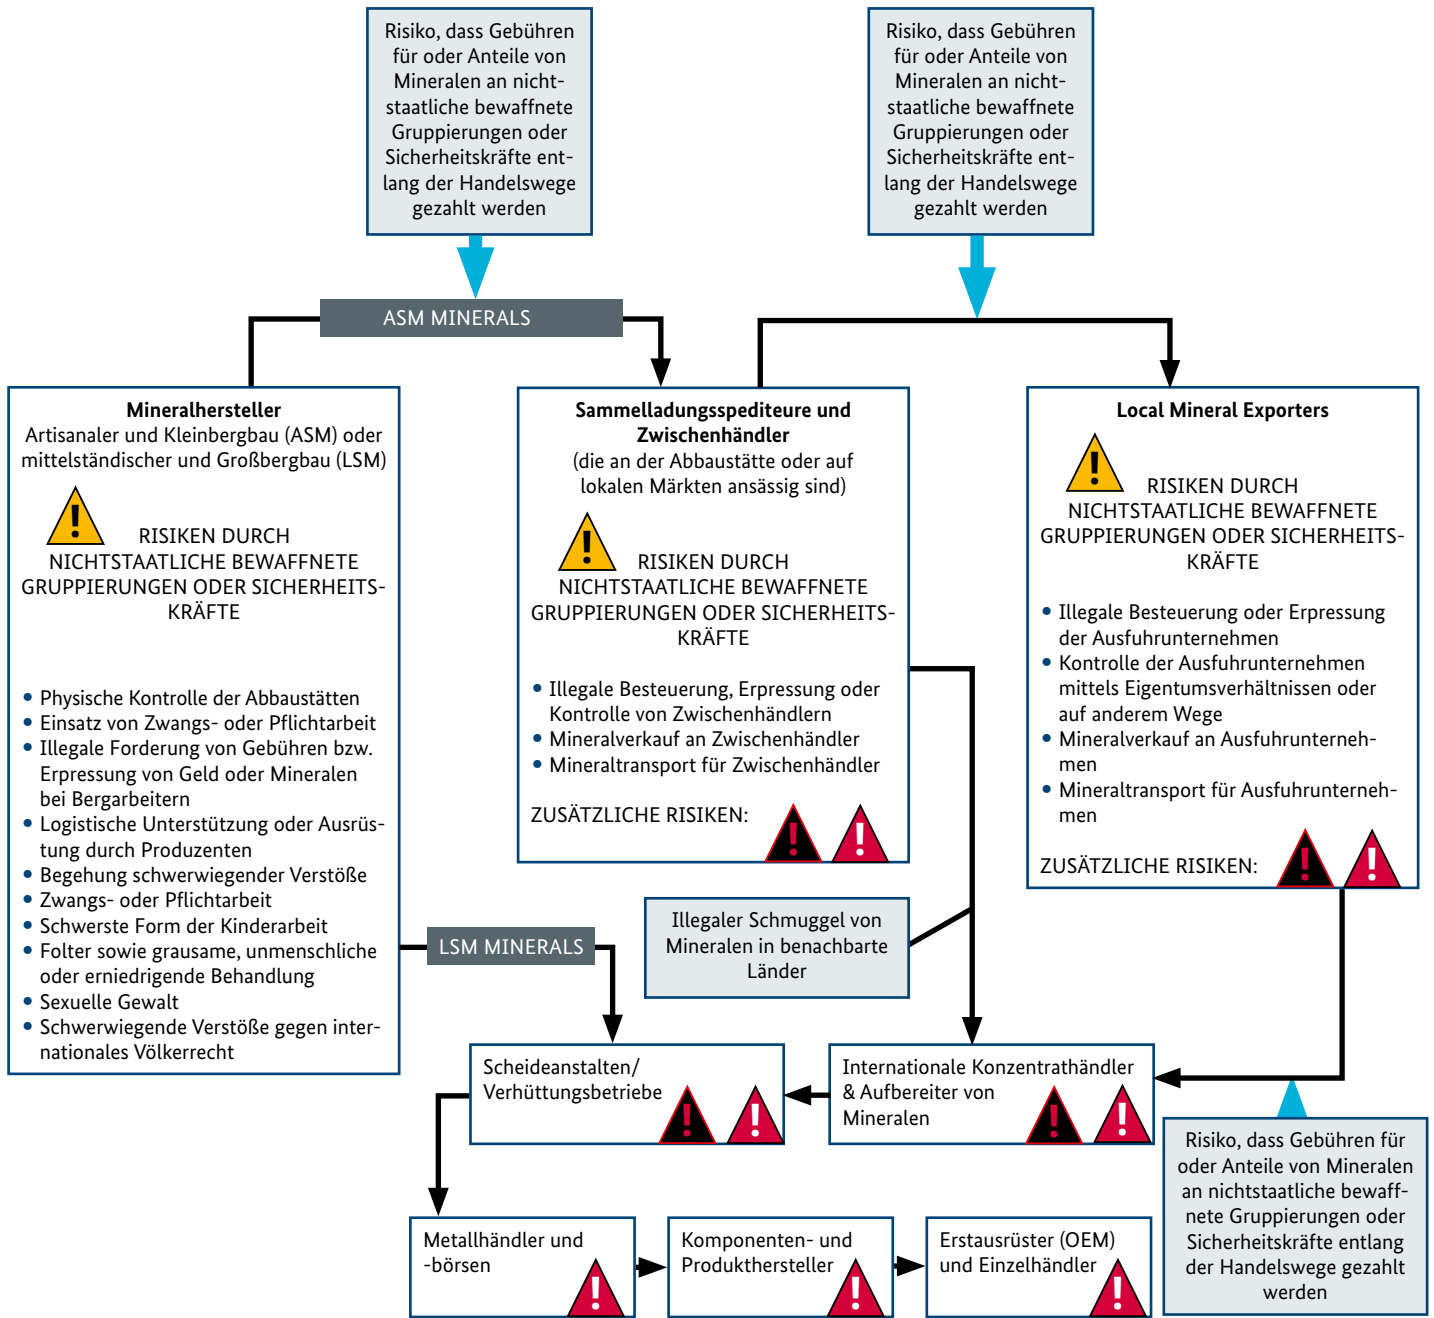 Risiko, dass Gebühren
für oder Anteile von
Mineralen an nicht-
staatliche bewaffnete
Gruppierungen oder
Sicherheitskräfte ent-
lang der Handelswege
gezahlt werden
Risiko, dass Gebühren
für oder Anteile von
Mineralen an nicht-
staatliche bewaffnete
Gruppierungen oder
Sicherheitskräfte ent-
lang der Handelswege
gezahlt werden
ASM MINERALS
Mineralhersteller
Artisanaler und Kleinbergbau (ASM) oder
mittelständischer und Großbergbau (LSM)
RISIKEN DURCH
NICHTSTAATLICHE BEWAFFNETE
GRUPPIERUNGEN ODER SICHERHEITS-
KRÄFTE
• Physische Kontrolle der Abbaustätten
• Einsatz von Zwangs- oder Pflichtarbeit
• Illegale Forderung von Gebühren bzw.
Erpressung von Geld oder Mineralen
bei Bergarbeitern
• Logistische Unterstützung oder Ausrüs-
tung durch Produzenten
• Begehung schwerwiegender Verstöße
• Zwangs- oder Pflichtarbeit
• Schwerste Form der Kinderarbeit
• Folter sowie grausame, unmenschliche
oder erniedrigende Behandlung
• Sexuelle Gewalt
• Schwerwiegende Verstöße gegen inter-
nationales Völkerrecht
Sammelladungsspediteure und
Zwischenhändler
(die an der Abbaustätte oder auf
lokalen Märkten ansässig sind)
RISIKEN DURCH
NICHTSTAATLICHE BEWAFFNETE
GRUPPIERUNGEN ODER SICHERHEITS-
KRÄFTE
• Illegale Besteuerung, Erpressung oder
Kontrolle von Zwischenhändlern
• Mineralverkauf an Zwischenhändler
• Mineraltransport für Zwischenhändler
ZUSÄTZLICHE RISIKEN:
Local Mineral Exporters
RISIKEN DURCH
NICHTSTAATLICHE BEWAFFNETE
GRUPPIERUNGEN ODER SICHERHEITS-
KRÄFTE
• Illegale Besteuerung oder Erpressung
der Ausfuhrunternehmen
• Kontrolle der Ausfuhrunternehmen
mittels Eigentumsverhältnissen oder
auf anderem Wege
• Mineralverkauf an Ausfuhrunterneh-
men
• Mineraltransport für Ausfuhrunterneh-
men
ZUSÄTZLICHE RISIKEN:
LSM MINERALS
Illegaler Schmuggel von
Mineralen in benachbarte
Länder
Scheideanstalten/
Verhüttungsbetriebe
Internationale Konzentrathändler
& Aufbereiter von
Mineralen
Risiko, dass Gebühren für
oder Anteile von Mineralen
an nichtstaatliche bewaff-
nete Gruppierungen oder
Sicherheitskräfte entlang
der Handelswege gezahlt
werden
Metallhändler und
-börsen
Komponenten- und
Produkthersteller
Erstausrüster (OEM)
und Einzelhändler